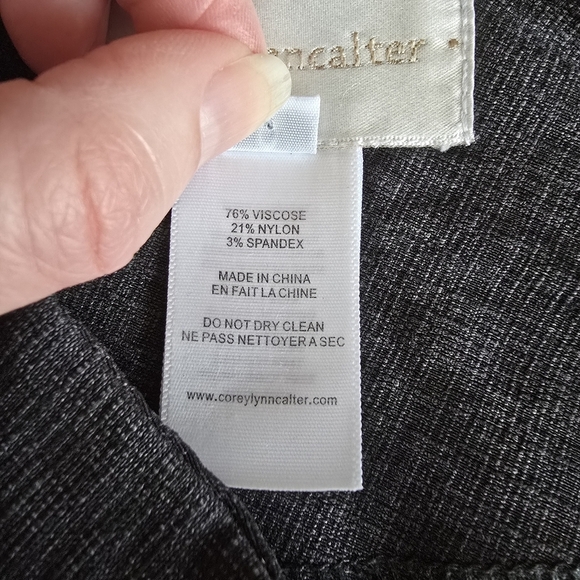 ncalter
76% VISCOSE
21% NYLON
3% SPANDEX
MADE IN CHINA
EN FAIT LA CHINE
DO NOT DRY CLEAN
NE PASS NETTOYER A SEC
www.coreylynncalter.com